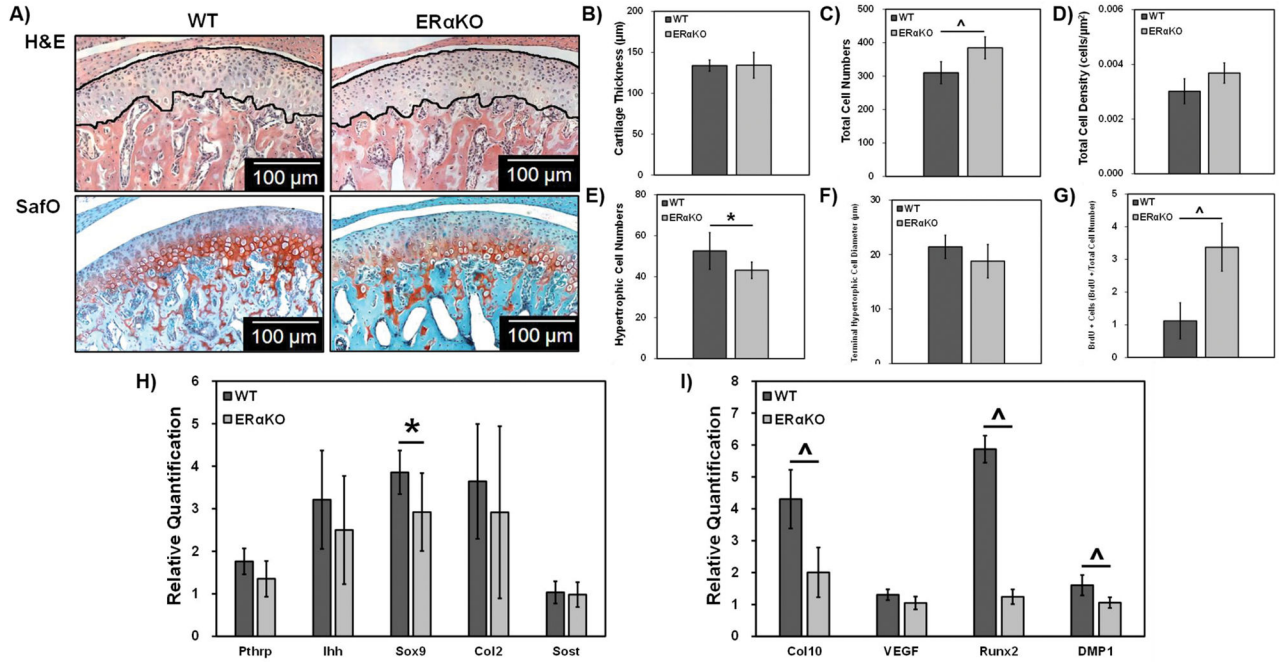 A)
WT
ERαKO
H&E
100 µm
100 µm
SafO
100 µm
100 µm
B)
Cartilage Thickness (µm)
200
150
100
50
0
WT
ERαKO
C)
Total Cell Numbers
500
400
300
200
100
0
WT
ERαKO
^
D)
Total Cell Density (cells/µm²)
0.006
0.004
0.002
0.000
WT
ERαKO
E)
Hypertrophic Cell Numbers
80
60
40
20
0
WT
ERαKO
*
F)
Terminal Hypertorphic Cell Diameter (µm)
30
20
10
0
WT
ERαKO
G)
BrdU + Cells (BrdU +/Total Cell Number)
5
4
3
2
1
0
WT
ERαKO
^
H)
Relative Quantification
6
5
4
3
2
1
0
WT
ERαKO
*
Pthrp Ihh Sox9 Col2 Sost
I)
Relative Quantification
8
7
6
5
4
3
2
1
0
WT
ERαKO
^
^
^
Col10 VEGF Runx2 DMP1